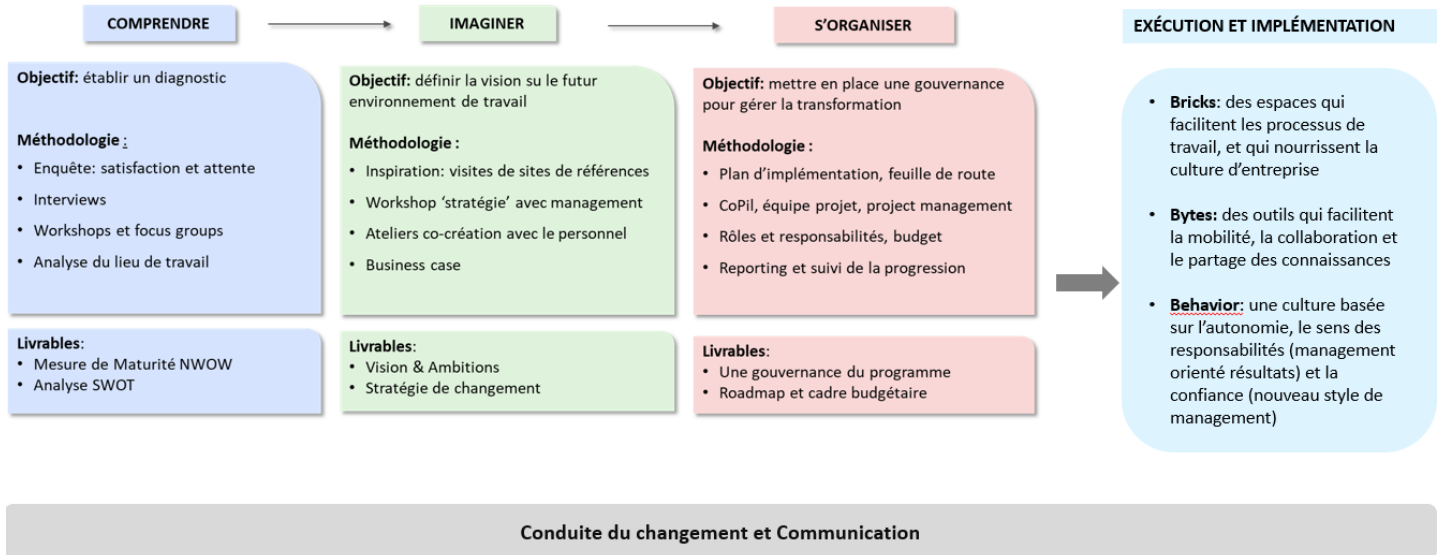 COMPRENDRE
IMAGINER
S’ORGANISER
EXÉCUTION ET IMPLÉMENTATION
Objectif: établir un diagnostic
Méthodologie :
• Enquête: satisfaction et attente
• Interviews
• Workshops et focus groups
• Analyse du lieu de travail
Livrables:
• Mesure de Maturité NWOW
• Analyse SWOT
Objectif: définir la vision su le futur
environnement de travail
Méthodologie :
• Inspiration: visites de sites de références
• Workshop ‘stratégie’ avec management
• Ateliers co-création avec le personnel
• Business case
Livrables:
• Vision & Ambitions
• Stratégie de changement
Objectif: mettre en place une gouvernance
pour gérer la transformation
Méthodologie :
• Plan d’implémentation, feuille de route
• CoPil, équipe projet, project management
• Rôles et responsabilités, budget
• Reporting et suivi de la progression
Livrables:
• Une gouvernance du programme
• Roadmap et cadre budgétaire
• Bricks: des espaces qui
facilitent les processus de
travail, et qui nourrissent la
culture d’entreprise
• Bytes: des outils qui facilitent
la mobilité, la collaboration et
le partage des connaissances
• Behavior: une culture basée
sur l’autonomie, le sens des
responsabilités (management
orienté résultats) et la
confiance (nouveau style de
management)
Conduite du changement et Communication